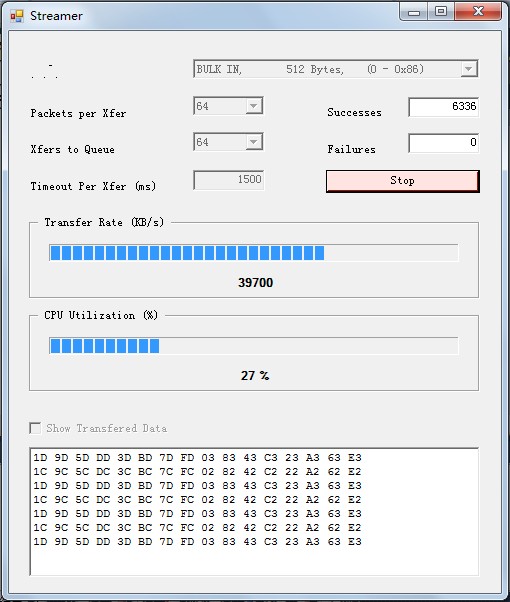 Streamer
BULK IN, 512 Bytes, (0 - 0x86)
Packets per Xfer 64 Successes 6336
Xfers to Queue 64 Failures 0
Timeout Per Xfer (ms) 1500 Stop
Transfer Rate (KB/s)
39700
CPU Utilization (%)
27 %
Show Transfered Data
1D 9D 5D DD 3D BD 7D FD 03 83 43 C3 23 A3 63 E3
1C 9C 5C DC 3C BC 7C FC 02 82 42 C2 22 A2 62 E2
1D 9D 5D DD 3D BD 7D FD 03 83 43 C3 23 A3 63 E3
1C 9C 5C DC 3C BC 7C FC 02 82 42 C2 22 A2 62 E2
1D 9D 5D DD 3D BD 7D FD 03 83 43 C3 23 A3 63 E3
1C 9C 5C DC 3C BC 7C FC 02 82 42 C2 22 A2 62 E2
1D 9D 5D DD 3D BD 7D FD 03 83 43 C3 23 A3 63 E3